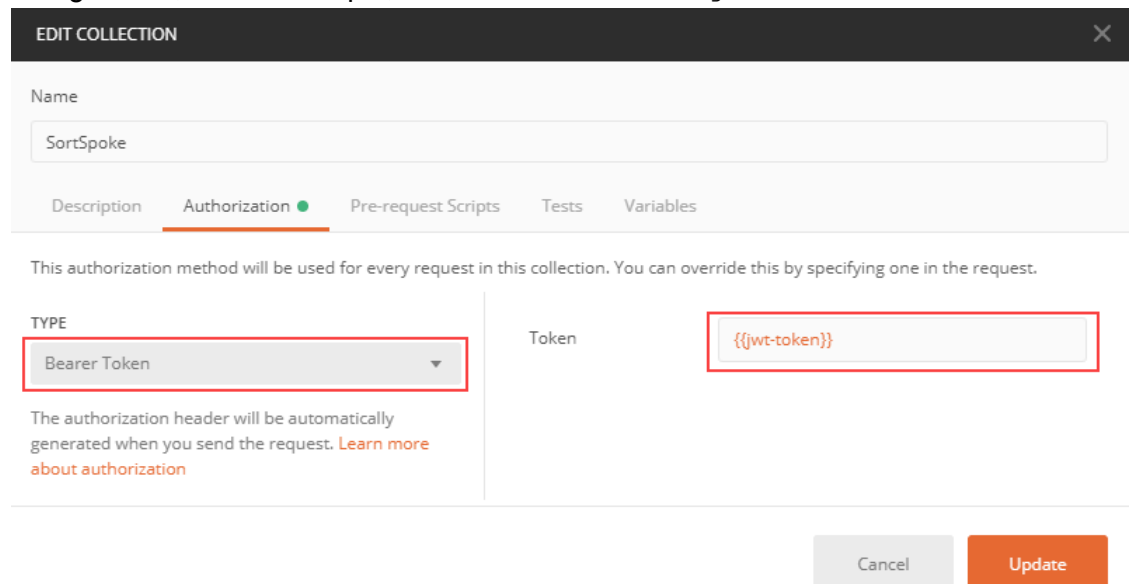 EDIT COLLECTION
Name
SortSpoke
Description Authorization Pre-request Scripts Tests Variables
This authorization method will be used for every request in this collection. You can override this by specifying one in the request.
TYPE
Bearer Token
Token
{{jwt-token}}
The authorization header will be automatically
generated when you send the request. Learn more
about authorization
Cancel Update